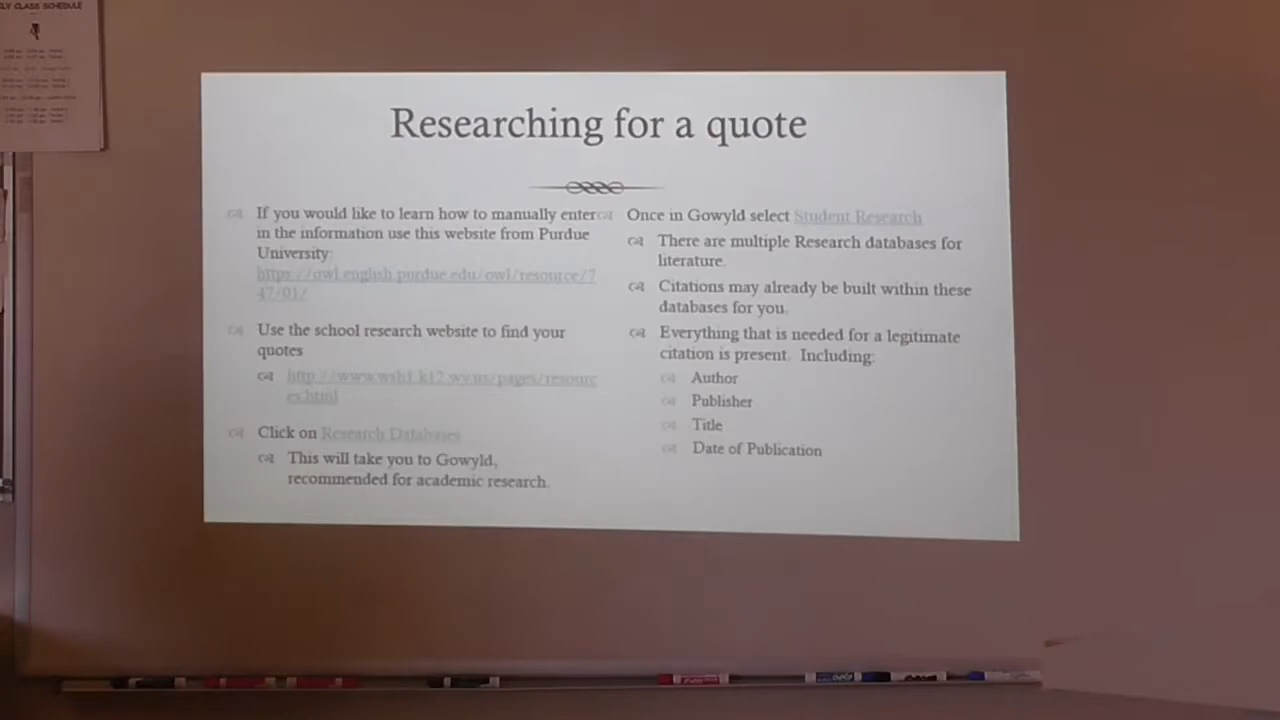 LY CLASS SCHEDULE
Researching for a quote
If you would like to learn how to manually enter
in the information use this website from Purdue
University:
https://owl.english.purdue.edu/owl/resource/7
47/01/
Use the school research website to find your
quotes
http://www.wsh1.k12.wy.us/pages/resourc
es.html
Click on Research Databases
This will take you to Gowyld,
recommended for academic research.
Once in Gowyld select Student Research
There are multiple Research databases for
literature.
Citations may already be built within these
databases for you.
Everything that is needed for a legitimate
citation is present. Including:
Author
Publisher
Title
Date of Publication